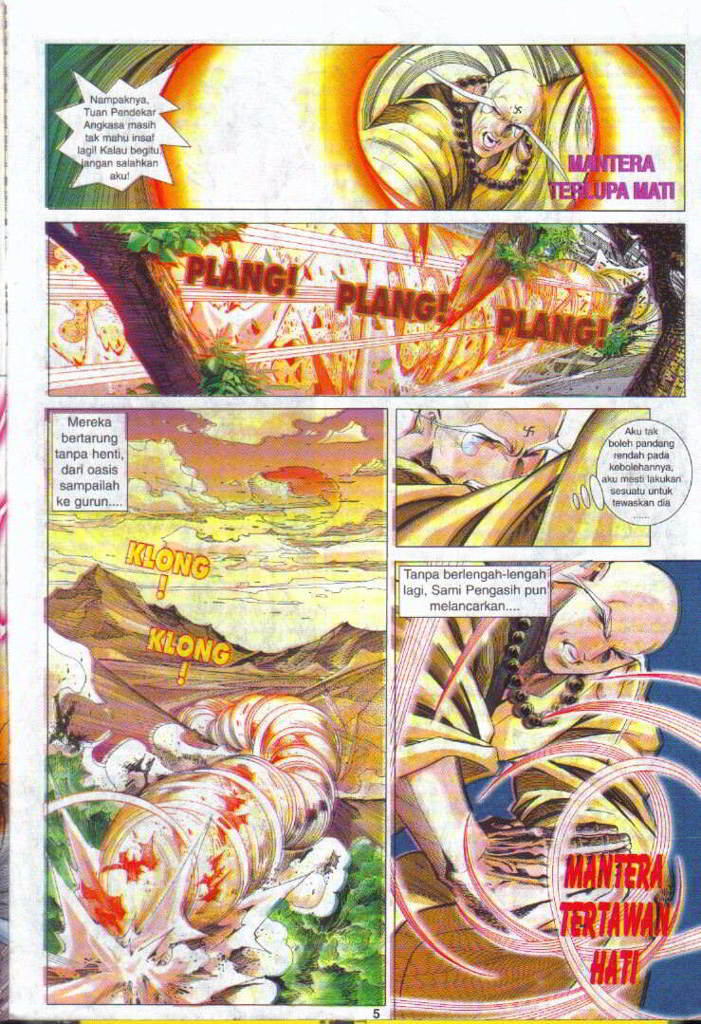 Nampaknya,
Tuan Pendekar
Angkasa masih
tak mahu insaf
lagi! Kalau begitu,
jangan salahkan
aku!
MANTERA
TERLUPA MATI
PLANG!
PLANG!
PLANG!
Mereka
bertarung
tanpa henti,
dari oasis
sampailah
ke gurun....
KLONG
!
KLONG
!
Aku tak
boleh pandang
rendah pada
kebolehannya,
aku mesti lakukan
sesuatu untuk
tewaskan dia
......
Tanpa berlengah-lengah
lagi, Sami Pengasih pun
melancarkan....
MANTERA
TERTAWAN
HATI
5